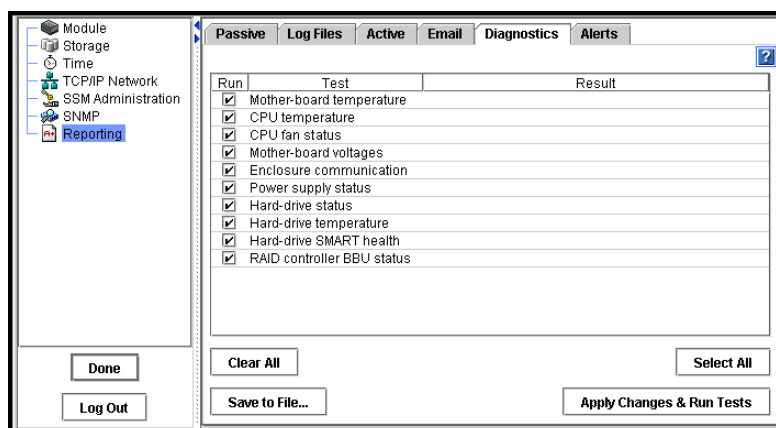 Module
Storage
Time
TCP/IP Network
SSM Administration
SNMP
Reporting
Done
Log Out
Passive Log Files Active Email Diagnostics Alerts
?
Run Test Result
Mother-board temperature
CPU temperature
CPU fan status
Mother-board voltages
Enclosure communication
Power supply status
Hard-drive status
Hard-drive temperature
Hard-drive SMART health
RAID controller BBU status
Clear All Select All
Save to File... Apply Changes & Run Tests